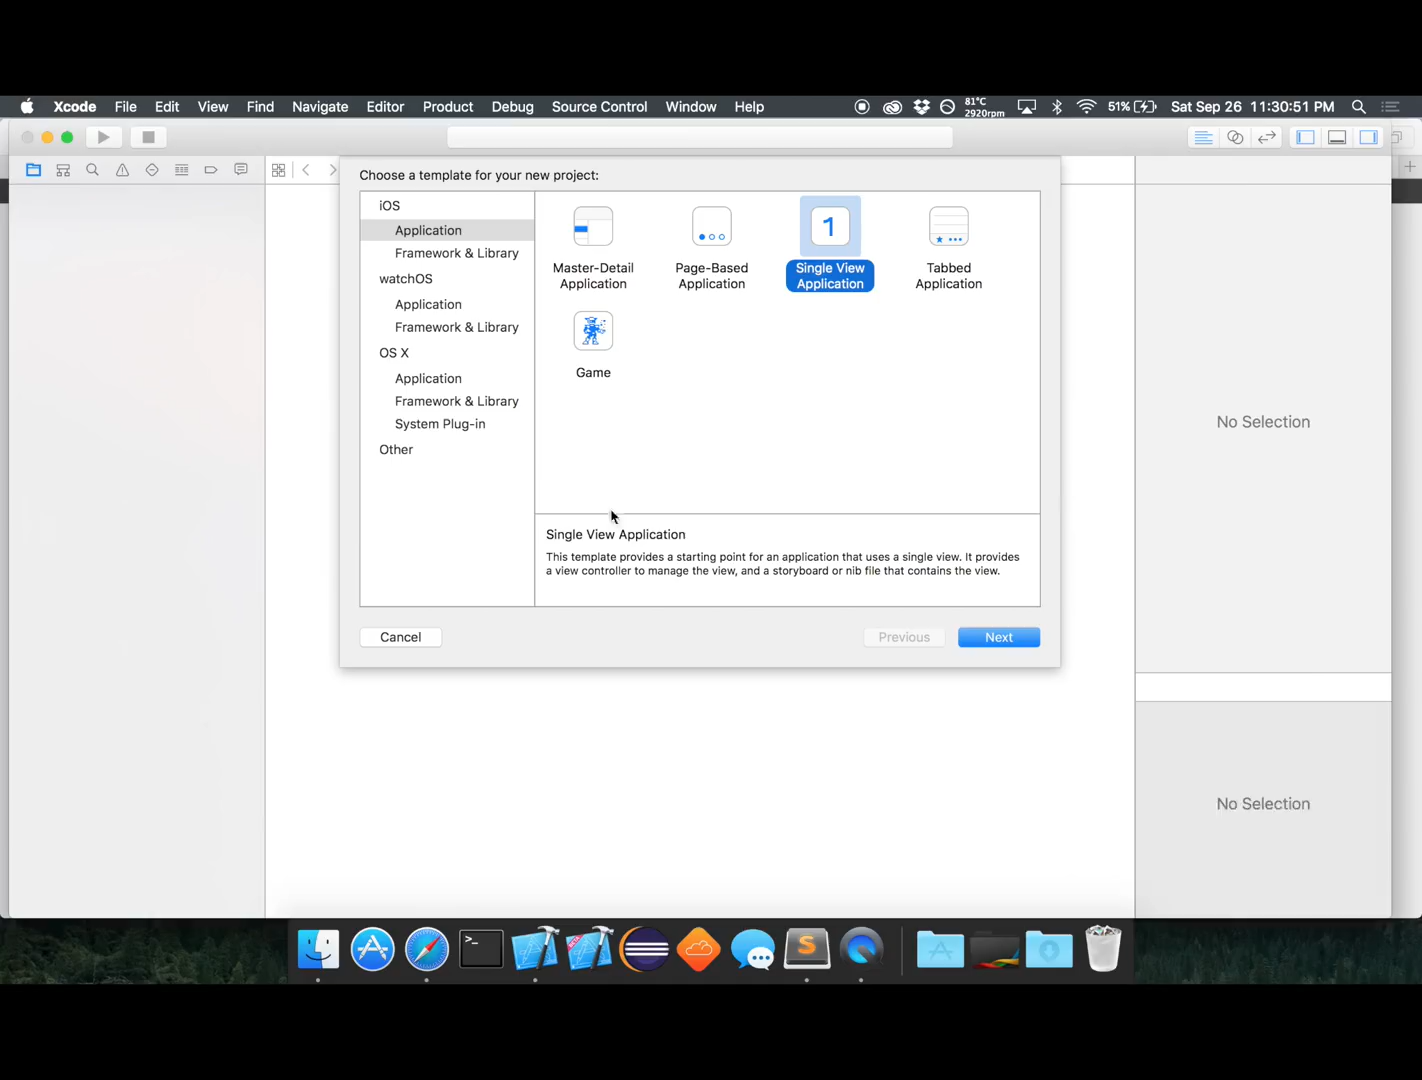 Xcode File Edit View Find Navigate Editor Product Debug Source Control Window Help 81°C 2920rpm 51% Sat Sep 26 11:30:51 PM
Choose a template for your new project:
iOS
Application
Framework & Library
watchOS
Application
Framework & Library
OS X
Application
Framework & Library
System Plug-in
Other
Master-Detail
Application
Page-Based
Application
1
Single View
Application
Tabbed
Application
Game
Single View Application
This template provides a starting point for an application that uses a single view. It provides
a view controller to manage the view, and a storyboard or nib file that contains the view.
Cancel
Previous
Next
No Selection
No Selection